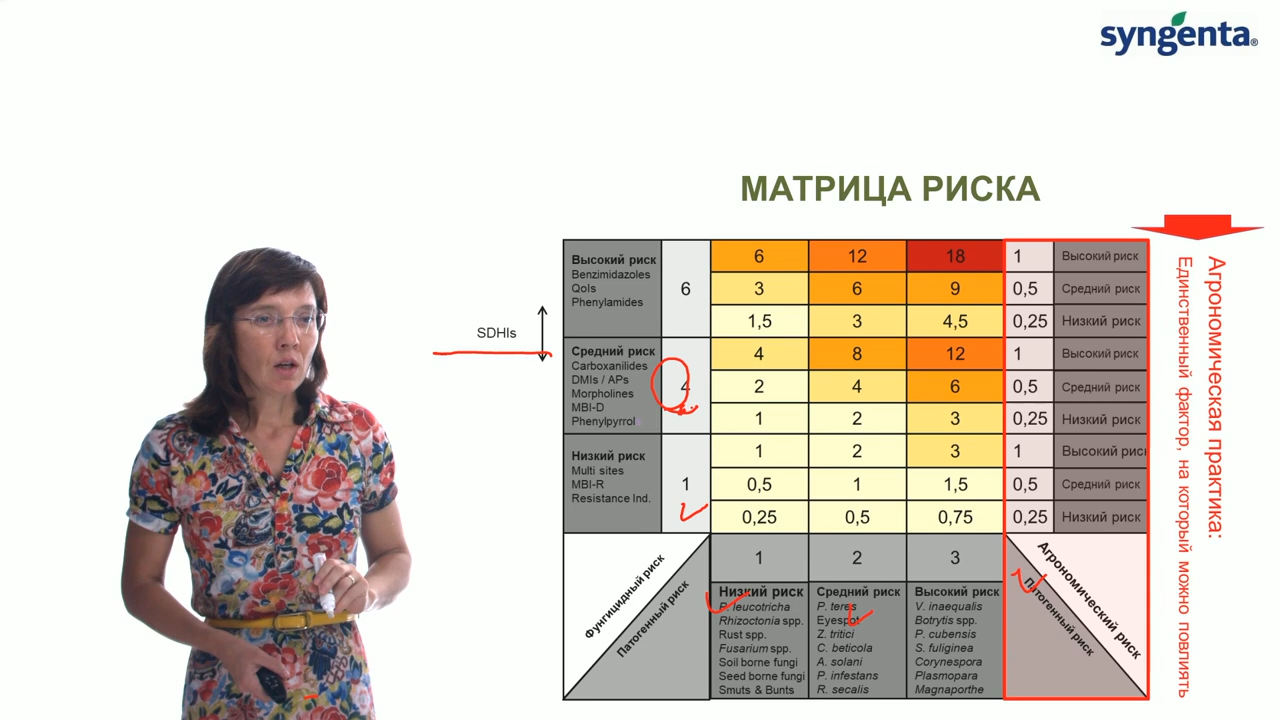 syngenta®
МАТРИЦА РИСКА
SDHIs
Высокий риск
Benzimidazoles
QoIs
Phenylamides
6
6 12 18 1 Высокий риск
3 6 9 0,5 Средний риск
1,5 3 4,5 0,25 Низкий риск
Средний риск
Carboxanilides
DMIs / APs
Morpholines
MBI-D
Phenylpyrrols
4
4 8 12 1 Высокий риск
2 4 6 0,5 Средний риск
1 2 3 0,25 Низкий риск
Низкий риск
Multi sites
MBI-R
Resistance Ind.
1
1 2 3 1 Высокий риск
0,5 1 1,5 0,5 Средний риск
0,25 0,5 0,75 0,25 Низкий риск
Фунгицидный риск
Патогенный риск
1 2 3
Низкий риск
P. leucotricha
Rhizoctonia spp.
Rust spp.
Fusarium spp.
Soil borne fungi
Seed borne fungi
Smuts & Bunts
Средний риск
P. teres
Eyespot
Z. tritici
C. beticola
A. solani
P. infestans
R. secalis
Высокий риск
V. inaequalis
Botrytis spp.
P. cubensis
S. fuliginea
Corynespora
Plasmopara
Magnaporthe
Агрономический риск
Патогенный риск
Агрономическая практика:
Единственный фактор, на который можно повлиять